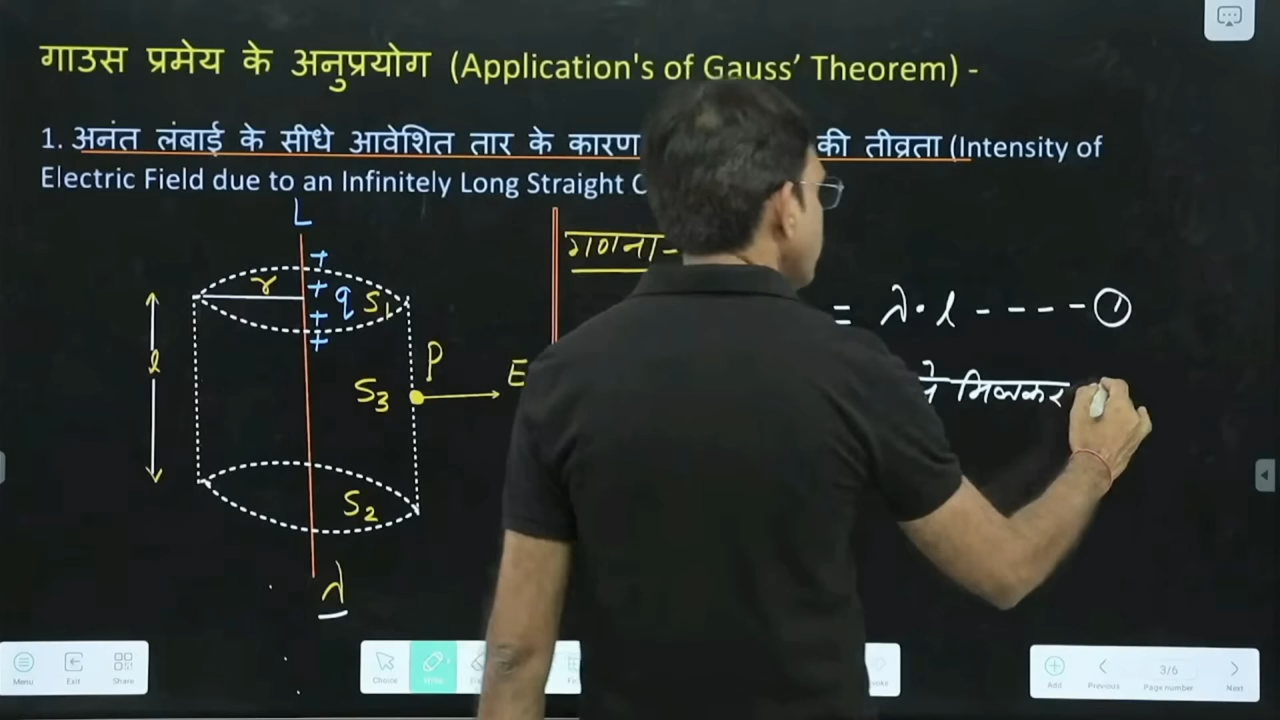 गाउस प्रमेय के अनुप्रयोग (Application's of Gauss' Theorem) -
1. अनंत लंबाई के सीधे आवेशित तार के कारण की तीव्रता (Intensity of
Electric Field due to an Infinitely Long Straight C
L
गणना -
+
r + q S₁
+
+
= λ·l ---- ①
l
P
S₃ E
मिलकर
S₂
λ
Menu Exit Share
Choice Write
Add Previous 3/6 Page number Next